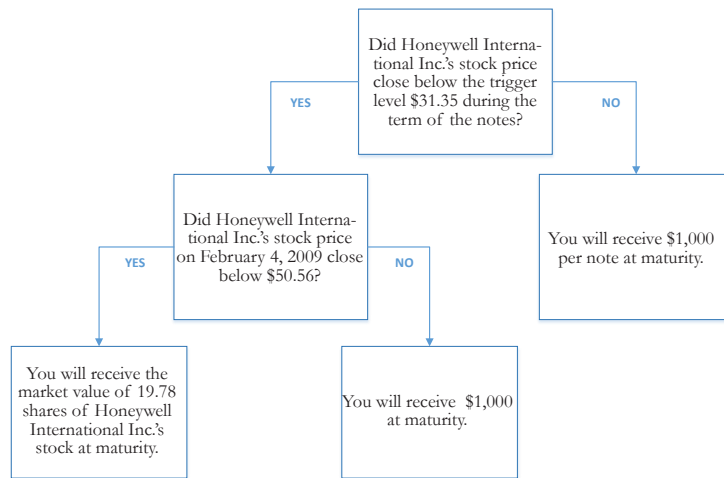 Did Honeywell Interna-
tional Inc.'s stock price
close below the trigger
level $31.35 during the
term of the notes?
YES
NO
Did Honeywell Interna-
tional Inc.'s stock price
on February 4, 2009 close
below $50.56?
You will receive $1,000
per note at maturity.
YES
NO
You will receive the
market value of 19.78
shares of Honeywell
International Inc.'s
stock at maturity.
You will receive $1,000
at maturity.